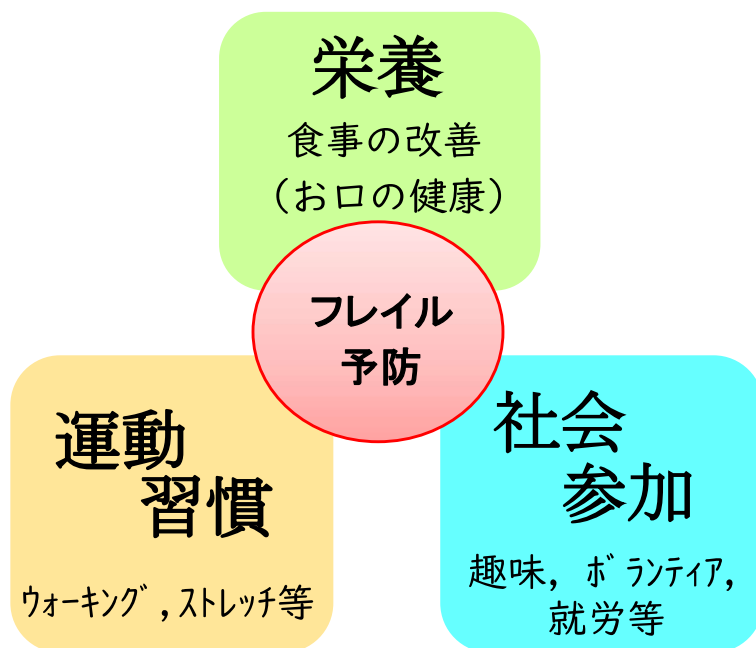 栄養
食事の改善
（お口の健康）
フレイル
予防
運動
習慣
ｳｫｰｷﾝｸﾞ,ｽﾄﾚｯﾁ等
社会
参加
趣味，ﾎﾞﾗﾝﾃｨｱ，
就労等